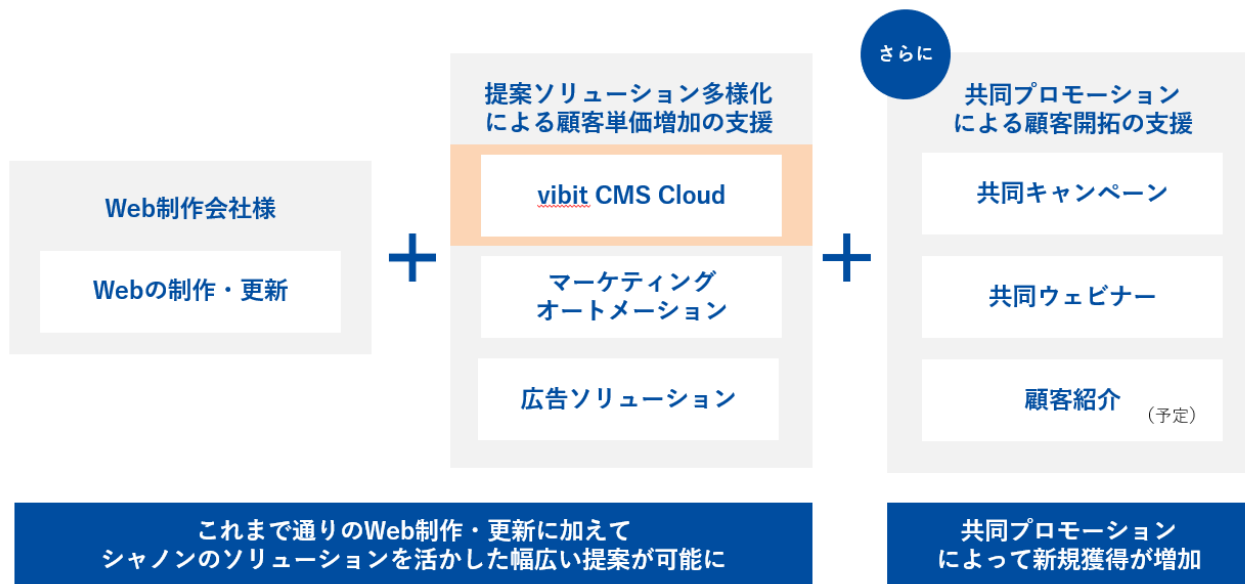 Web制作会社様
Webの制作・更新
提案ソリューション多様化
による顧客単価増加の支援
vibit CMS Cloud
マーケティング
オートメーション
広告ソリューション
さらに
共同プロモーション
による顧客開拓の支援
共同キャンペーン
共同ウェビナー
顧客紹介
（予定）
これまで通りのWeb制作・更新に加えて
シャノンのソリューションを活かした幅広い提案が可能に
共同プロモーション
によって新規獲得が増加